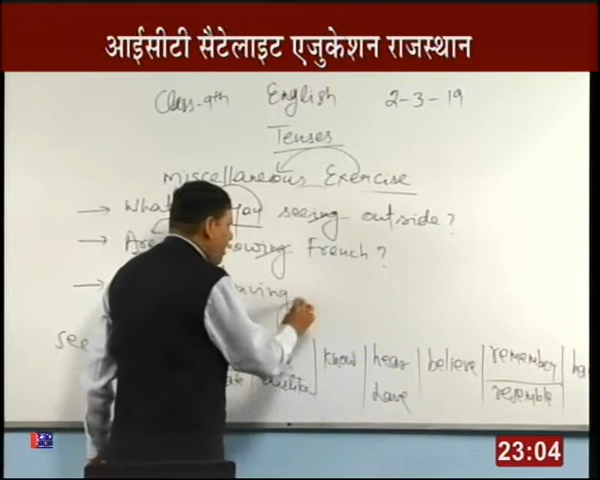 आईसीटी सैटेलाइट एजुकेशन राजस्थान
Class-9th English 2-3-19
Tenses
Miscellaneous Exercise
→ What you seeing outside?
→ Are French?
→
see know hear believe remember
have resemble
23:04